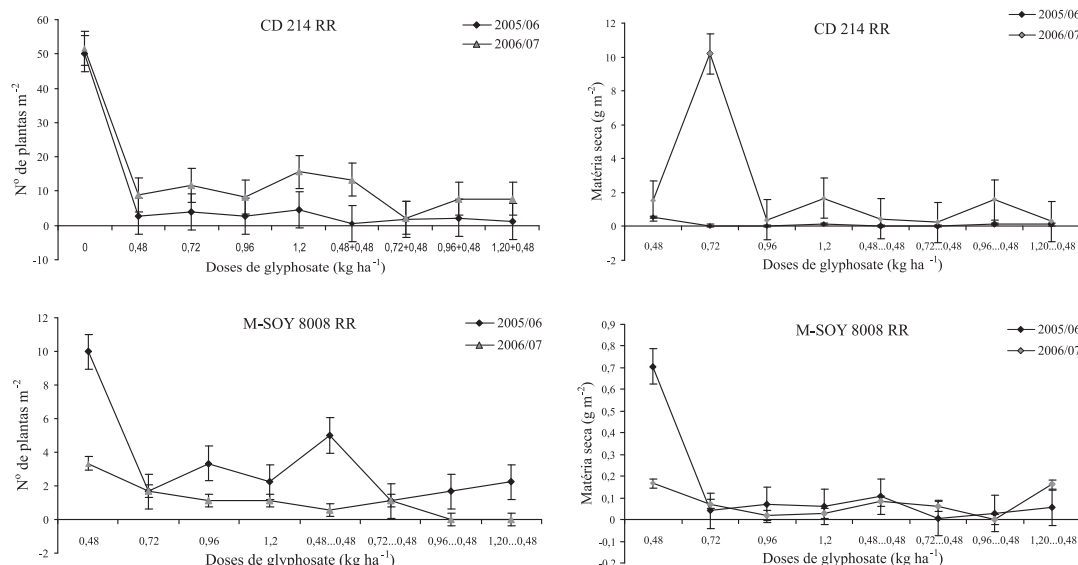 CD 214 RR
2005/06
2006/07
Nº de plantas m⁻²
60
50
40
30
20
10
0
-10
0 0,48 0,72 0,96 1,2 0,48+0,48 0,72+0,48 0,96+0,48 1,20+0,48
Doses de glyphosate (kg ha⁻¹)
CD 214 RR
2005/06
2006/07
Matéria seca (g m⁻²)
12
10
8
6
4
2
0
-2
0,48 0,72 0,96 1,2 0,48...0,48 0,72...0,48 0,96...0,48 1,20...0,48
Doses de glyphosate (kg ha⁻¹)
M-SOY 8008 RR
2005/06
2006/07
Nº de plantas m⁻²
12
10
8
6
4
2
0
-2
0,48 0,72 0,96 1,2 0,48...0,48 0,72...0,48 0,96...0,48 1,20...0,48
Doses de glyphosate (kg ha⁻¹)
M-SOY 8008 RR
2005/06
2006/07
Matéria seca (g m⁻²)
0,9
0,8
0,7
0,6
0,5
0,4
0,3
0,2
0,1
0
-0,1
-0,2
0,48 0,72 0,96 1,2 0,48...0,48 0,72...0,48 0,96...0,48 1,20...0,48
Doses de glyphosate (kg ha⁻¹)